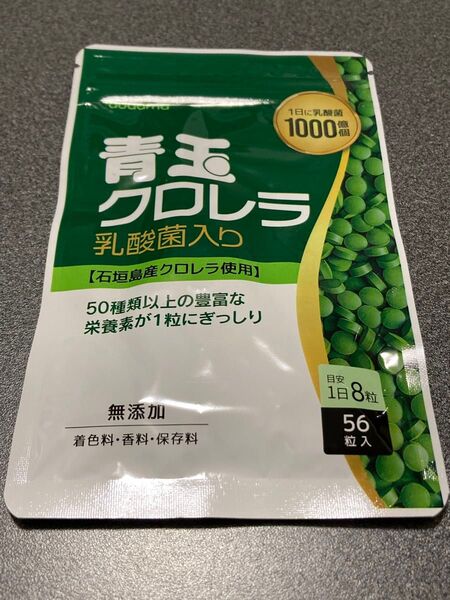 1日に乳酸菌
1000億個
青玉
クロレラ
乳酸菌入り
【石垣島産クロレラ使用】
50種類以上の豊富な
栄養素が1粒にぎっしり
目安
1日8粒
56
粒入
無添加
着色料・香料・保存料